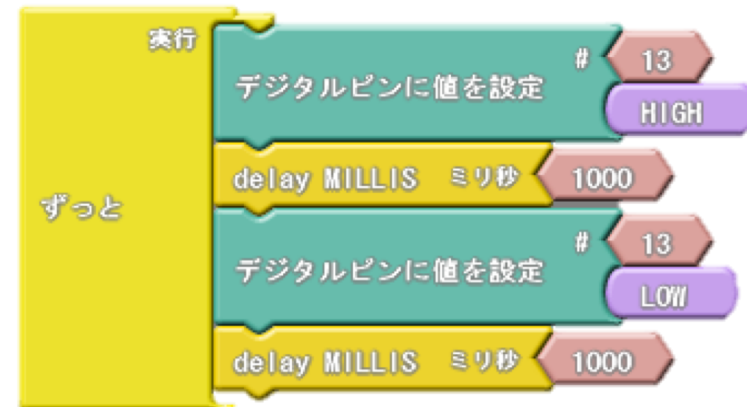 実行
#
13
デジタルピンに値を設定
HIGH
delay MILLIS ミリ秒 1000
ずっと
#
13
デジタルピンに値を設定
LOW
delay MILLIS ミリ秒 1000